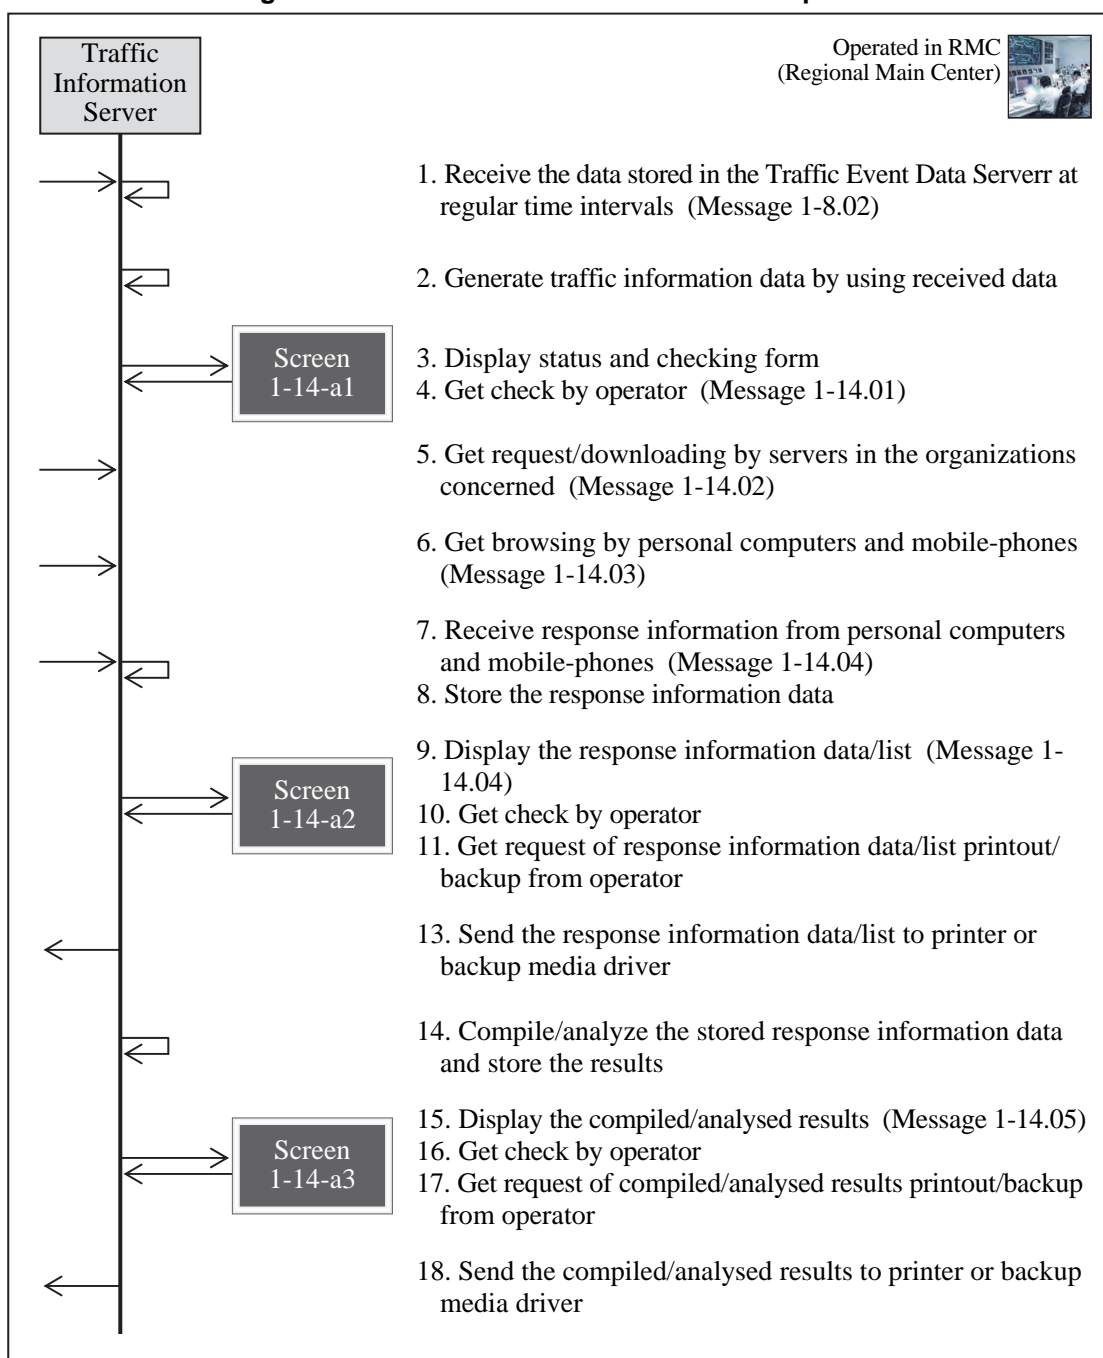 Traffic
Information
Server
Operated in RMC
(Regional Main Center)
1. Receive the data stored in the Traffic Event Data Serverr at
regular time intervals (Message 1-8.02)
2. Generate traffic information data by using received data
Screen
1-14-a1
3. Display status and checking form
4. Get check by operator (Message 1-14.01)
5. Get request/downloading by servers in the organizations
concerned (Message 1-14.02)
6. Get browsing by personal computers and mobile-phones
(Message 1-14.03)
7. Receive response information from personal computers
and mobile-phones (Message 1-14.04)
8. Store the response information data
Screen
1-14-a2
9. Display the response information data/list (Message 1-
14.04)
10. Get check by operator
11. Get request of response information data/list printout/
backup from operator
13. Send the response information data/list to printer or
backup media driver
14. Compile/analyze the stored response information data
and store the results
Screen
1-14-a3
15. Display the compiled/analysed results (Message 1-14.05)
16. Get check by operator
17. Get request of compiled/analysed results printout/backup
from operator
18. Send the compiled/analysed results to printer or backup
media driver